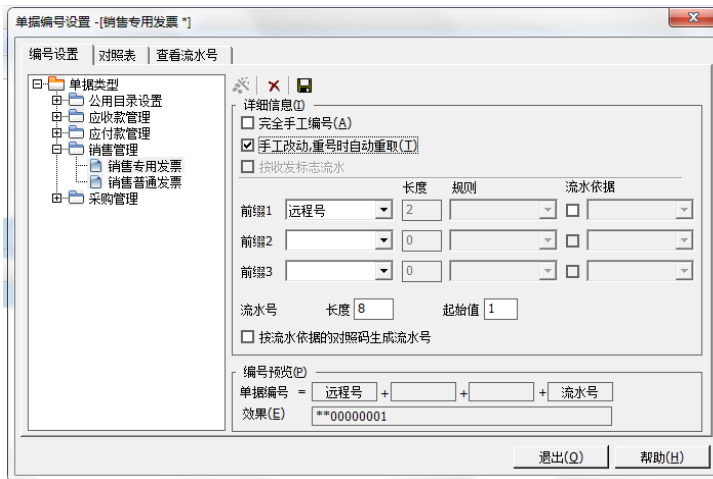 单据编号设置 -[销售专用发票 *]
编号设置 对照表 查看流水号
单据类型
公用目录设置
应收款管理
应付款管理
销售管理
销售专用发票
销售普通发票
采购管理
详细信息(I)
完全手工编号(A)
手工改动,重号时自动重取(T)
按收发标志流水
长度 规则 流水依据
前缀1 远程号 2
前缀2 0
前缀3 0
流水号 长度 8 起始值 1
按流水依据的对照码生成流水号
编号预览(P)
单据编号 = 远程号 + + + 流水号
效果(E) **00000001
退出(Q) 帮助(H)